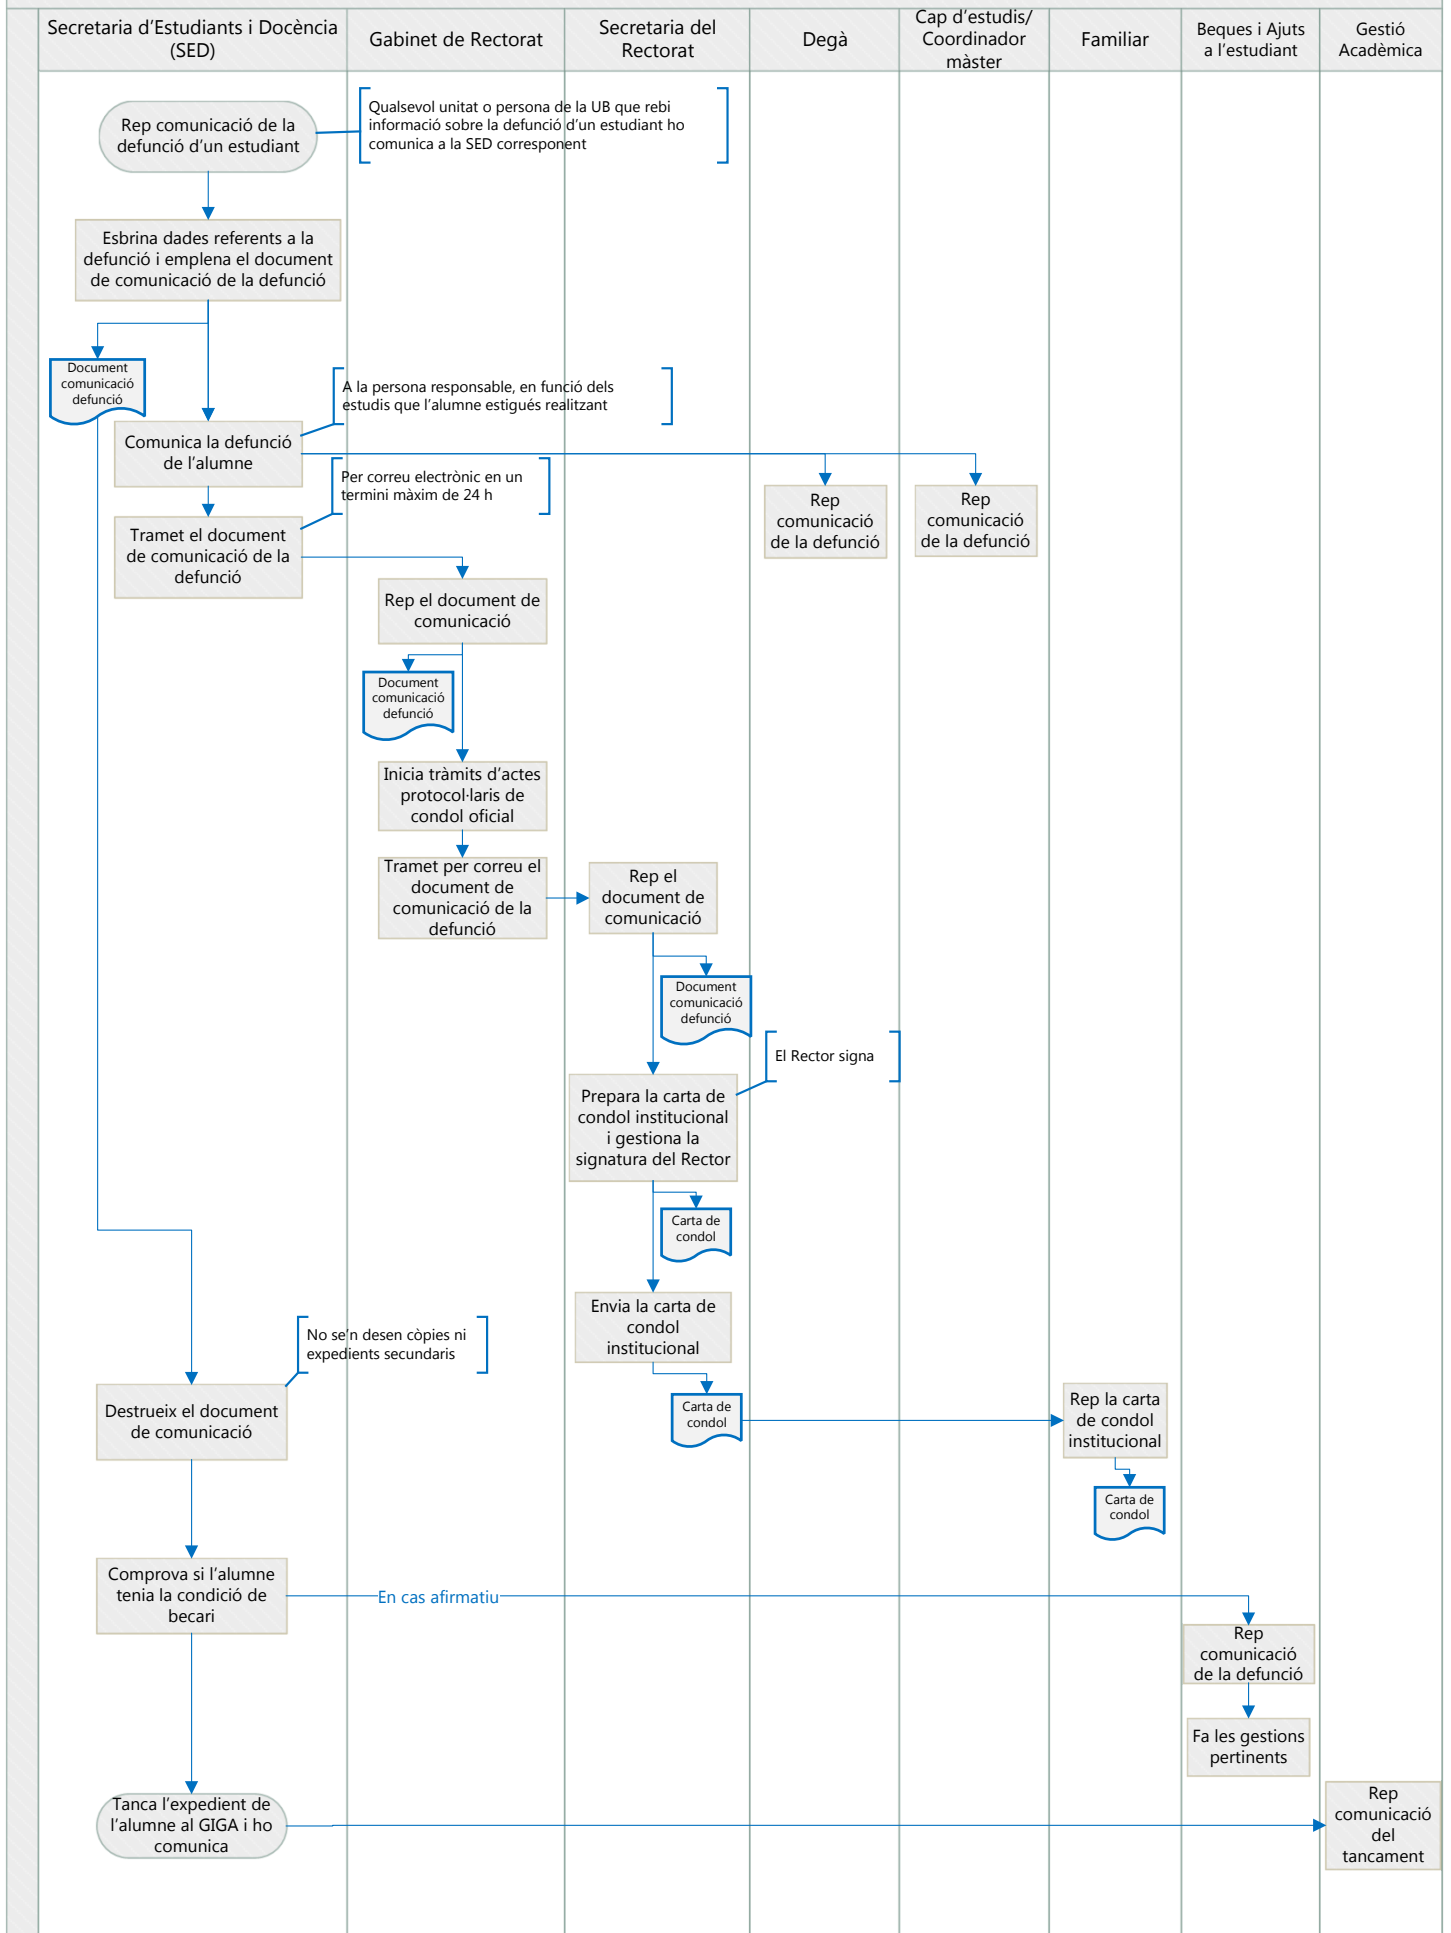 Secretaria d'Estudiants i Docència
(SED)
Gabinet de Rectorat
Secretaria del
Rectorat
Degà
Cap d'estudis/
Coordinador
màster
Familiar
Beques i Ajuts
a l'estudiant
Gestió
Acadèmica
Rep comunicació de la
defunció d'un estudiant
Qualsevol unitat o persona de la UB que rebi
informació sobre la defunció d'un estudiant ho
comunica a la SED corresponent
Esbrina dades referents a la
defunció i emplena el document
de comunicació de la defunció
Document
comunicació
defunció
A la persona responsable, en funció dels
estudis que l'alumne estigués realitzant
Comunica la defunció
de l'alumne
Per correu electrònic en un
termini màxim de 24 h
Rep
comunicació
de la defunció
Rep
comunicació
de la defunció
Tramet el document
de comunicació de la
defunció
Rep el document de
comunicació
Document
comunicació
defunció
Inicia tràmits d'actes
protocol·laris de
condol oficial
Tramet per correu el
document de
comunicació de la
defunció
Rep el
document de
comunicació
Document
comunicació
defunció
El Rector signa
Prepara la carta de
condol institucional
i gestiona la
signatura del Rector
Carta de
condol
Envia la carta de
condol
institucional
No se'n desen còpies ni
expedients secundaris
Destrueix el document
de comunicació
Carta de
condol
Rep la carta
de condol
institucional
Carta de
condol
Comprova si l'alumne
tenia la condició de
becari
En cas afirmatiu
Rep
comunicació
de la defunció
Fa les gestions
pertinents
Tanca l'expedient de
l'alumne al GIGA i ho
comunica
Rep
comunicació
del
tancament